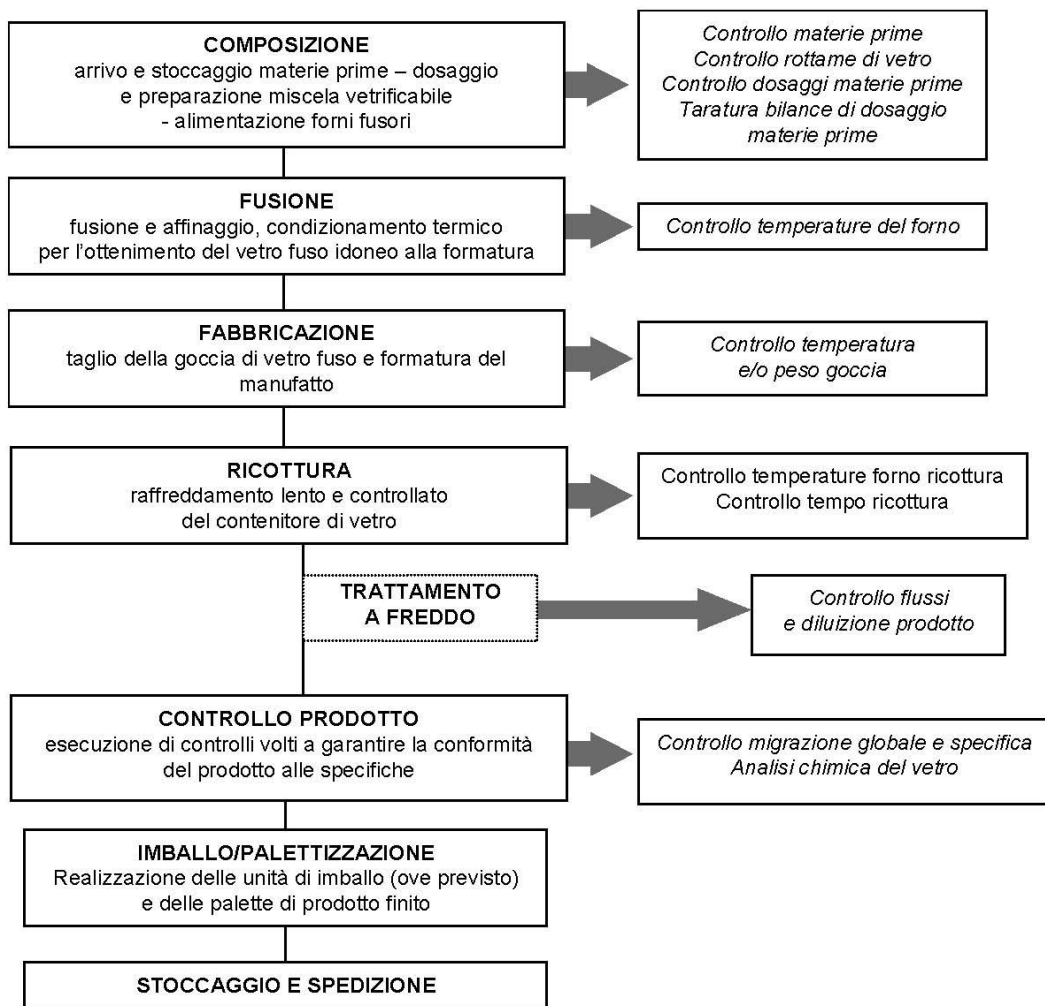 COMPOSIZIONE
arrivo e stoccaggio materie prime – dosaggio
e preparazione miscela vetrificabile
- alimentazione forni fusori
Controllo materie prime
Controllo rottame di vetro
Controllo dosaggi materie prime
Taratura bilance di dosaggio
materie prime
FUSIONE
fusione e affinaggio, condizionamento termico
per l'ottenimento del vetro fuso idoneo alla formatura
Controllo temperature del forno
FABBRICAZIONE
taglio della goccia di vetro fuso e formatura del
manufatto
Controllo temperatura
e/o peso goccia
RICOTTURA
raffreddamento lento e controllato
del contenitore di vetro
Controllo temperature forno ricottura
Controllo tempo ricottura
TRATTAMENTO
A FREDDO
Controllo flussi
e diluizione prodotto
CONTROLLO PRODOTTO
esecuzione di controlli volti a garantire la conformità
del prodotto alle specifiche
Controllo migrazione globale e specifica
Analisi chimica del vetro
IMBALLO/PALETTIZZAZIONE
Realizzazione delle unità di imballo (ove previsto)
e delle palette di prodotto finito
STOCCAGGIO E SPEDIZIONE